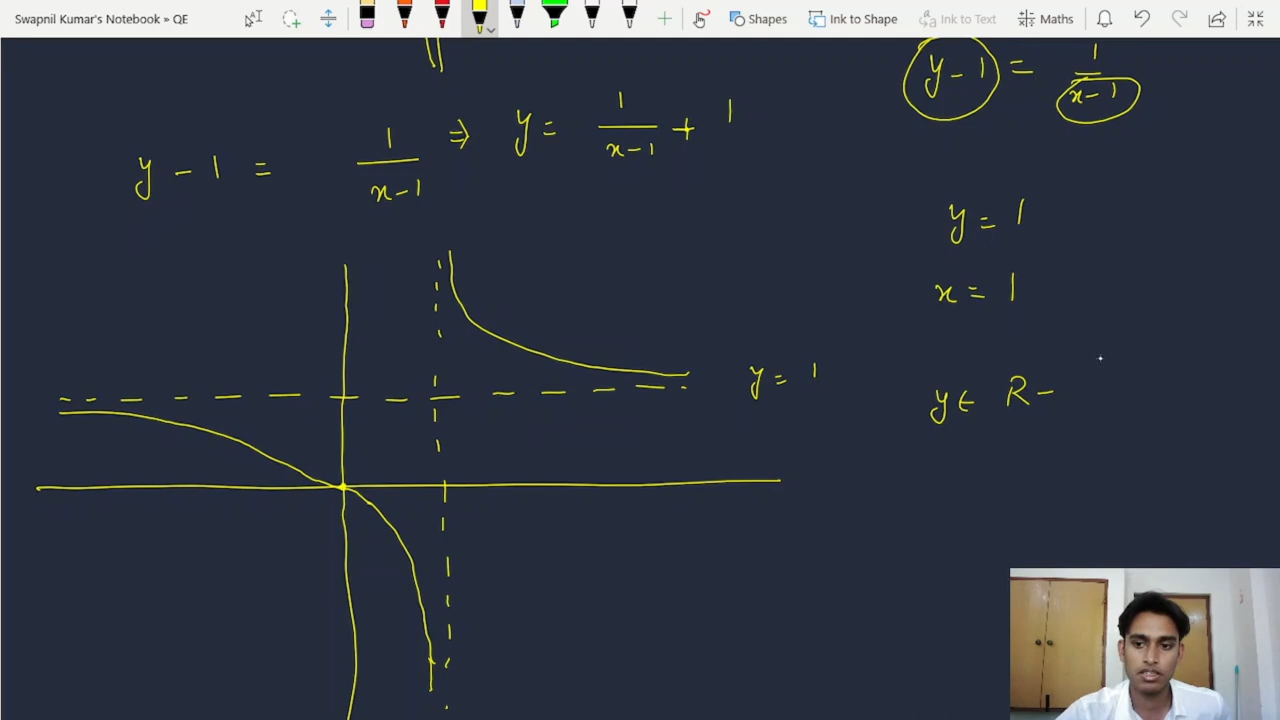 Swapnil Kumar's Notebook » QE
Shapes
Ink to Shape
Ink to Text
Maths
y - 1 = 1/(x-1)
y - 1 = 1/(x-1) ⇒ y = 1/(x-1) + 1
y = 1
x = 1
y = 1
y ∈ R -